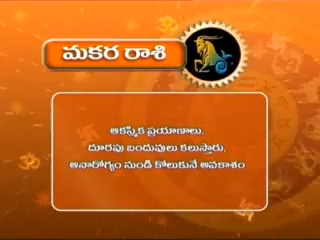 మకర రాశి
ఆకస్మిక ప్రయాణాలు.
దూరపు బందువులు కలుస్తారు.
అనారోగ్యం నుండి కోలుకునే అవకాశం